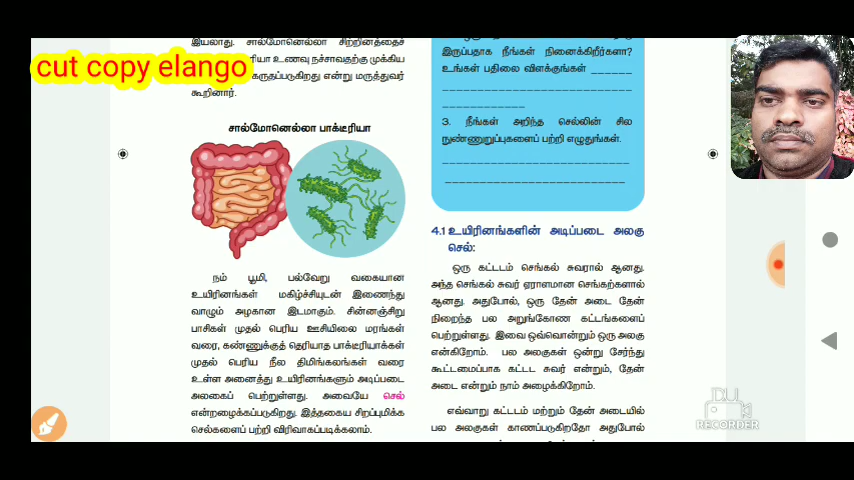 cut copy elango
இயலாது. சால்மோனெல்லா சிற்றினத்தைச்
உணவு நச்சாவதற்கு முக்கிய
கருதப்படுகிறது என்று மருத்துவர்
கூறினார்.
சால்மோனெல்லா பாக்டீரியா
நம் பூமி, பல்வேறு வகையான
உயிரினங்கள் மகிழ்ச்சியுடன் இணைந்து
வாழும் அழகான இடமாகும். சின்னஞ்சிறு
பாசிகள் முதல் பெரிய ஊசியிலை மரங்கள்
வரை, கண்ணுக்குத் தெரியாத பாக்டீரியாக்கள்
முதல் பெரிய நீல திமிங்கலங்கள் வரை
உள்ள அனைத்து உயிரினங்களும் அடிப்படை
அலகைப் பெற்றுள்ளது. அவையே செல்
என்றழைக்கப்படுகிறது. இத்தகைய சிறப்புமிக்க
செல்களைப் பற்றி விரிவாகப்படிக்கலாம்.
இருப்பதாக நீங்கள் நினைக்கிறீர்களா?
உங்கள் பதிலை விளக்குங்கள் ______
___________________________
____________
3. நீங்கள் அறிந்த செல்லின் சில
நுண்ணுறுப்புகளைப் பற்றி எழுதுங்கள்.
___________________________
__________________________
4.1 உயிரினங்களின் அடிப்படை அலகு
செல்:
ஒரு கட்டடம் செங்கல் சுவரால் ஆனது.
அந்த செங்கல் சுவர் ஏராளமான செங்கற்களால்
ஆனது. அதுபோல், ஒரு தேன் அடை தேன்
நிறைந்த பல அறுங்கோண கட்டங்களைப்
பெற்றுள்ளது. இவை ஒவ்வொன்றும் ஒரு அலகு
என்கிறோம். பல அலகுகள் ஒன்று சேர்ந்து
கூட்டமைப்பாக கட்டட சுவர் என்றும், தேன்
அடை என்றும் நாம் அழைக்கிறோம்.
எவ்வாறு கட்டடம் மற்றும் தேன் அடையில்
பல அலகுகள் காணப்படுகிறதோ அதுபோல்
RECORDER